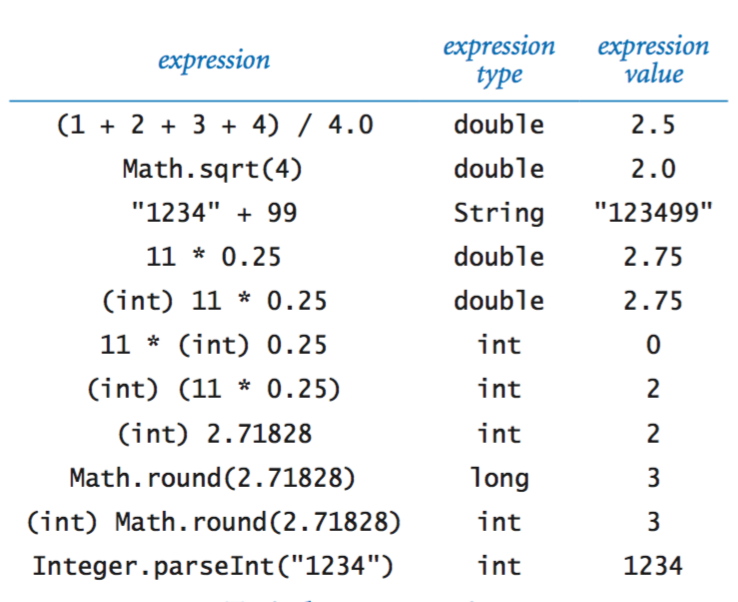 expression expression type expression value
(1 + 2 + 3 + 4) / 4.0 double 2.5
Math.sqrt(4) double 2.0
"1234" + 99 String "123499"
11 * 0.25 double 2.75
(int) 11 * 0.25 double 2.75
11 * (int) 0.25 int 0
(int) (11 * 0.25) int 2
(int) 2.71828 int 2
Math.round(2.71828) long 3
(int) Math.round(2.71828) int 3
Integer.parseInt("1234") int 1234